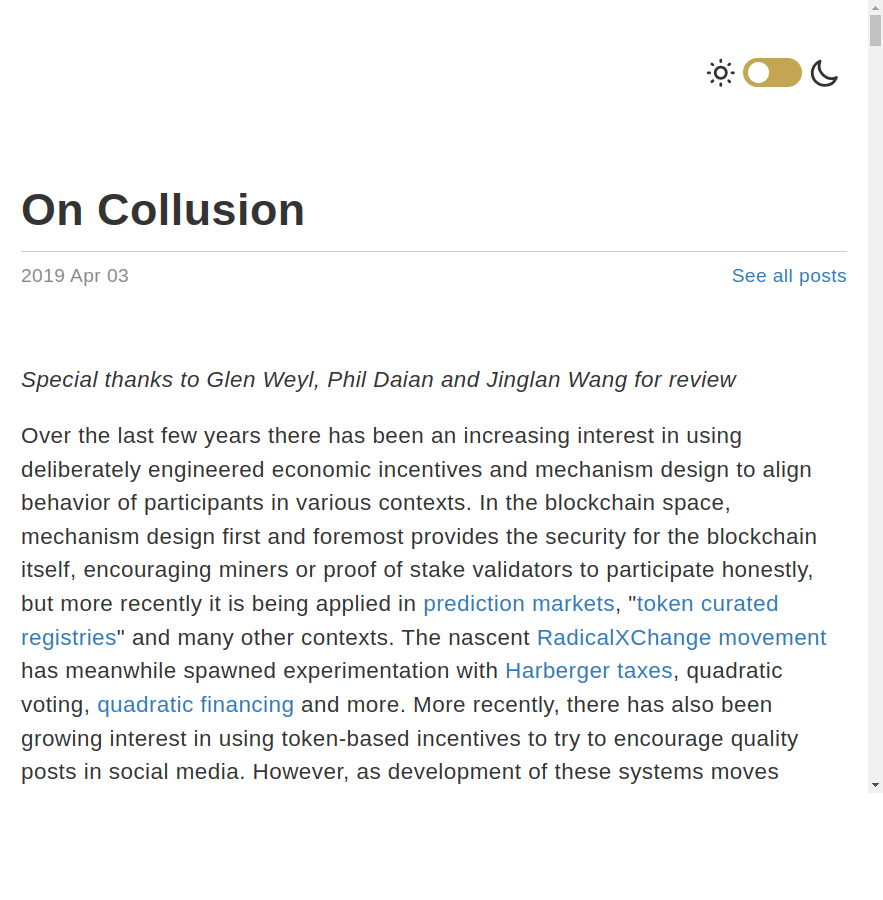 On Collusion
2019 Apr 03
See all posts
Special thanks to Glen Weyl, Phil Daian and Jinglan Wang for review
Over the last few years there has been an increasing interest in using
deliberately engineered economic incentives and mechanism design to align
behavior of participants in various contexts. In the blockchain space,
mechanism design first and foremost provides the security for the blockchain
itself, encouraging miners or proof of stake validators to participate honestly,
but more recently it is being applied in prediction markets, "token curated
registries" and many other contexts. The nascent RadicalXChange movement
has meanwhile spawned experimentation with Harberger taxes, quadratic
voting, quadratic financing and more. More recently, there has also been
growing interest in using token-based incentives to try to encourage quality
posts in social media. However, as development of these systems moves